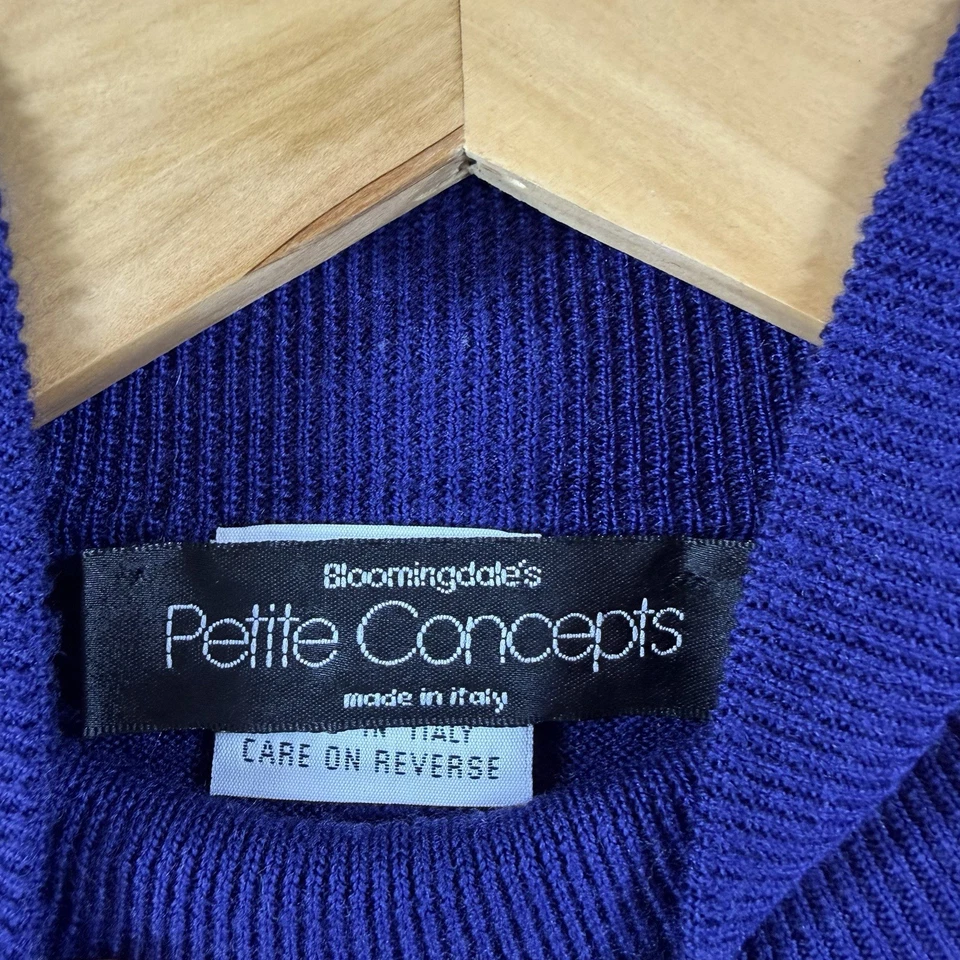 Bloomingdale's
Petite Concepts
made in italy
IN ITALY
CARE ON REVERSE